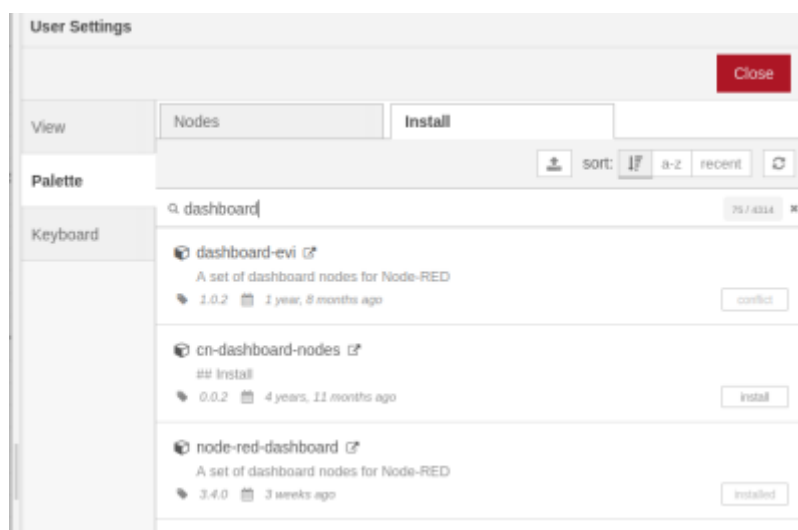 User Settings
Close
View
Nodes
Install
sort:
a-z
recent
Palette
dashboard
75 / 4314
Keyboard
dashboard-evi
A set of dashboard nodes for Node-RED
1.0.2 1 year, 8 months ago
conflict
cn-dashboard-nodes
## Install
0.0.2 4 years, 11 months ago
install
node-red-dashboard
A set of dashboard nodes for Node-RED
3.4.0 3 weeks ago
installed